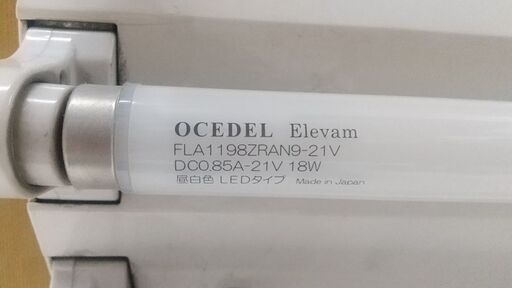 OCEDEL Elevam
FLA1198ZRAN9-21V
DC0.85A-21V 18W
昼白色 LEDタイプ Made in Japan